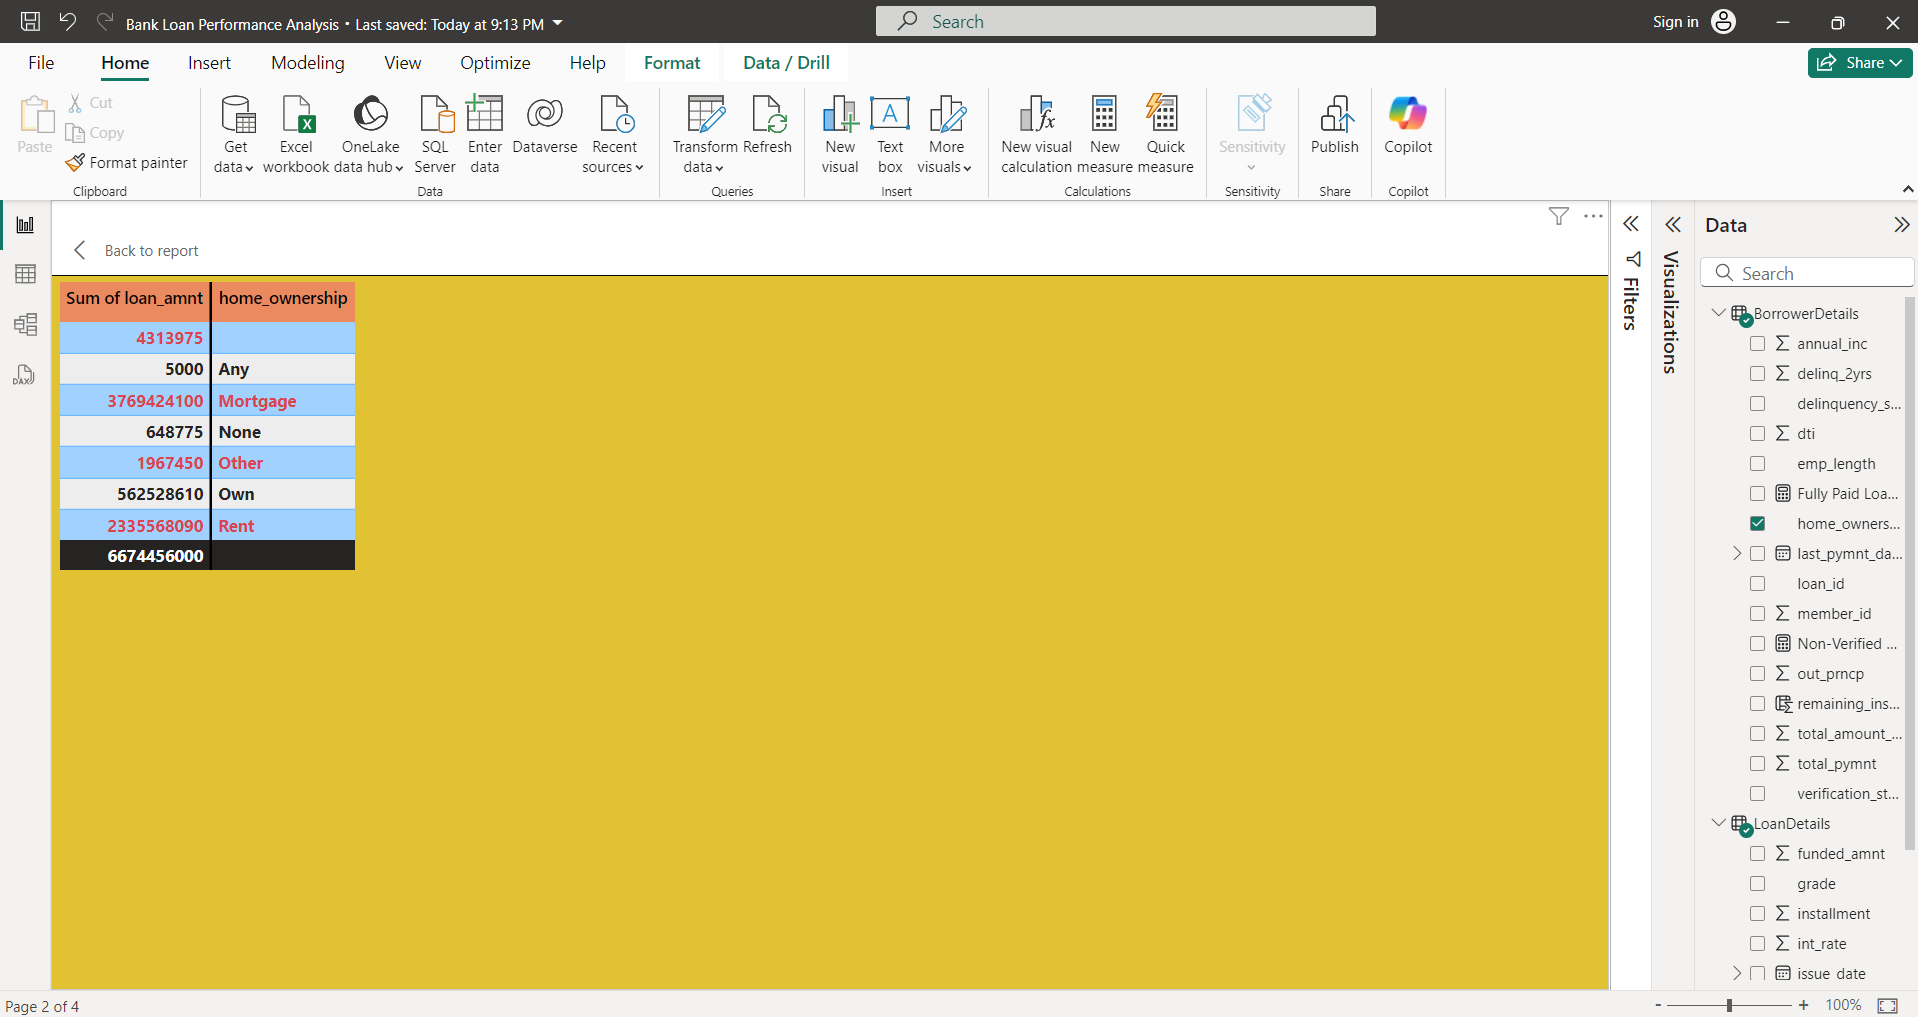 Bank Loan Performance Analysis • Last saved: Today at 9:13 PM
Search
Sign in
File
Home
Insert
Modeling
View
Optimize
Help
Format
Data / Drill
Share
Paste
Cut
Copy
Format painter
Clipboard
Get data
Excel workbook
OneLake data hub
SQL Server
Enter data
Dataverse
Recent sources
Data
Transform data
Refresh
Queries
New visual
Text box
More visuals
Insert
New visual calculation
New measure
Quick measure
Calculations
Sensitivity
Sensitivity
Publish
Share
Copilot
Copilot
Back to report
Sum of loan_amnt home_ownership
4313975
5000 Any
3769424100 Mortgage
648775 None
1967450 Other
562528610 Own
2335568090 Rent
6674456000
Filters
Visualizations
Data
Search
BorrowerDetails
annual_inc
delinq_2yrs
delinquency_s...
dti
emp_length
Fully Paid Loa...
home_owners...
last_pymnt_da...
loan_id
member_id
Non-Verified ...
out_prncp
remaining_ins...
total_amount_...
total_pymnt
verification_st...
LoanDetails
funded_amnt
grade
installment
int_rate
issue_date
DAX
Page 2 of 4
- + 100%